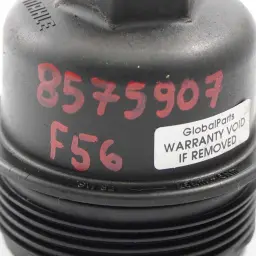 8575907
F56
GlobalParts
WARRANTY VOID
IF REMOVED